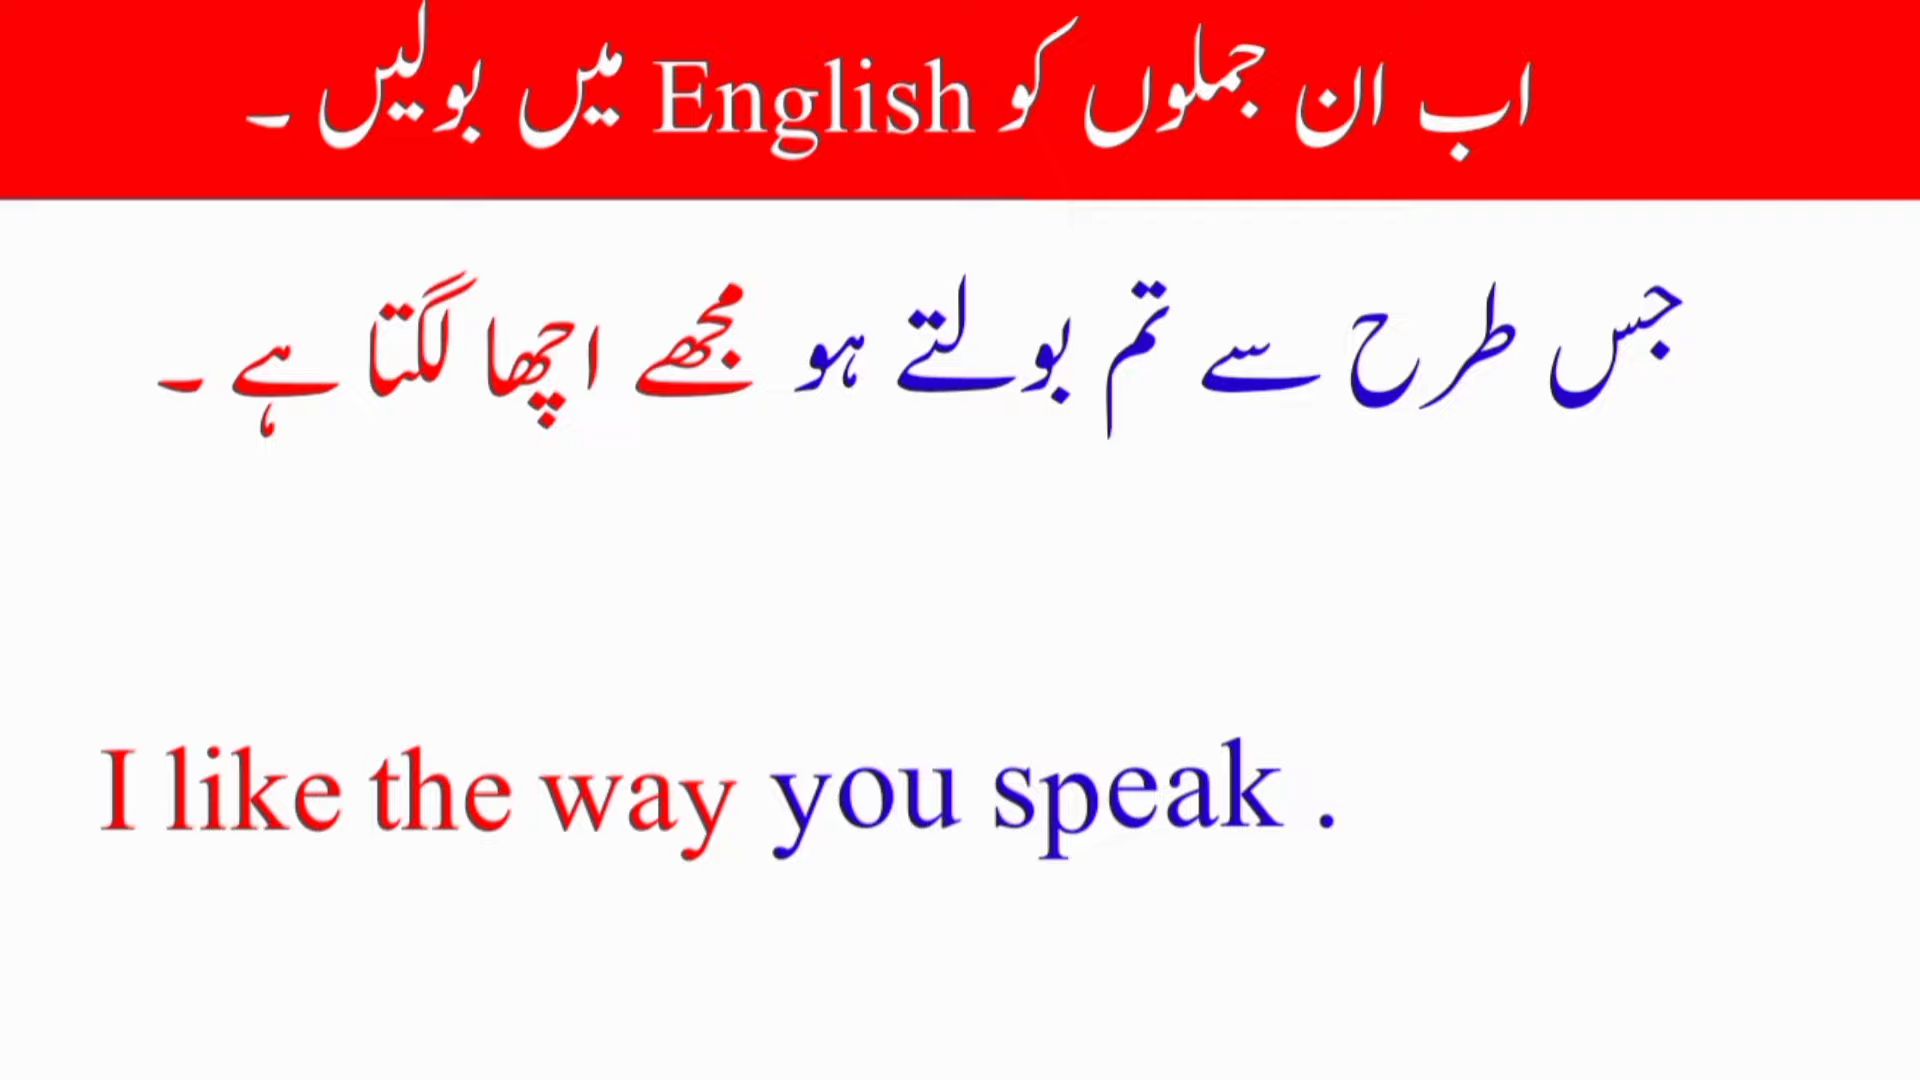 اب ان جملوں کو English میں بولیں ۔
جس طرح سے تم بولتے ہو مجھے اچھا لگتا ہے ۔
I like the way you speak .